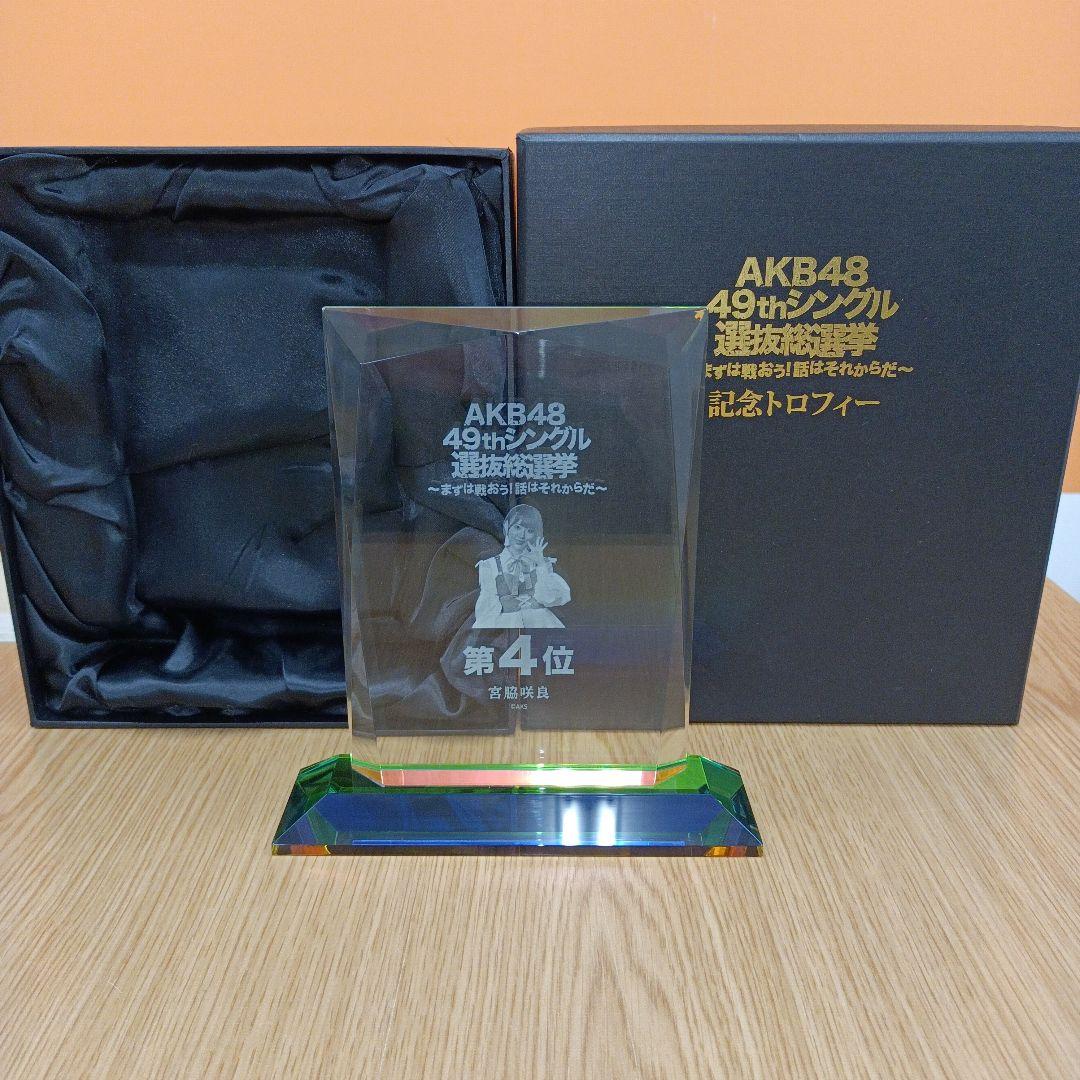 AKB48
49thシングル
選抜総選挙
～まずは戦おう!話はそれからだ～
第4位
宮脇咲良
©AKS
AKB48
49thシングル
選抜総選挙
まずは戦おう!話はそれからだ～
記念トロフィー